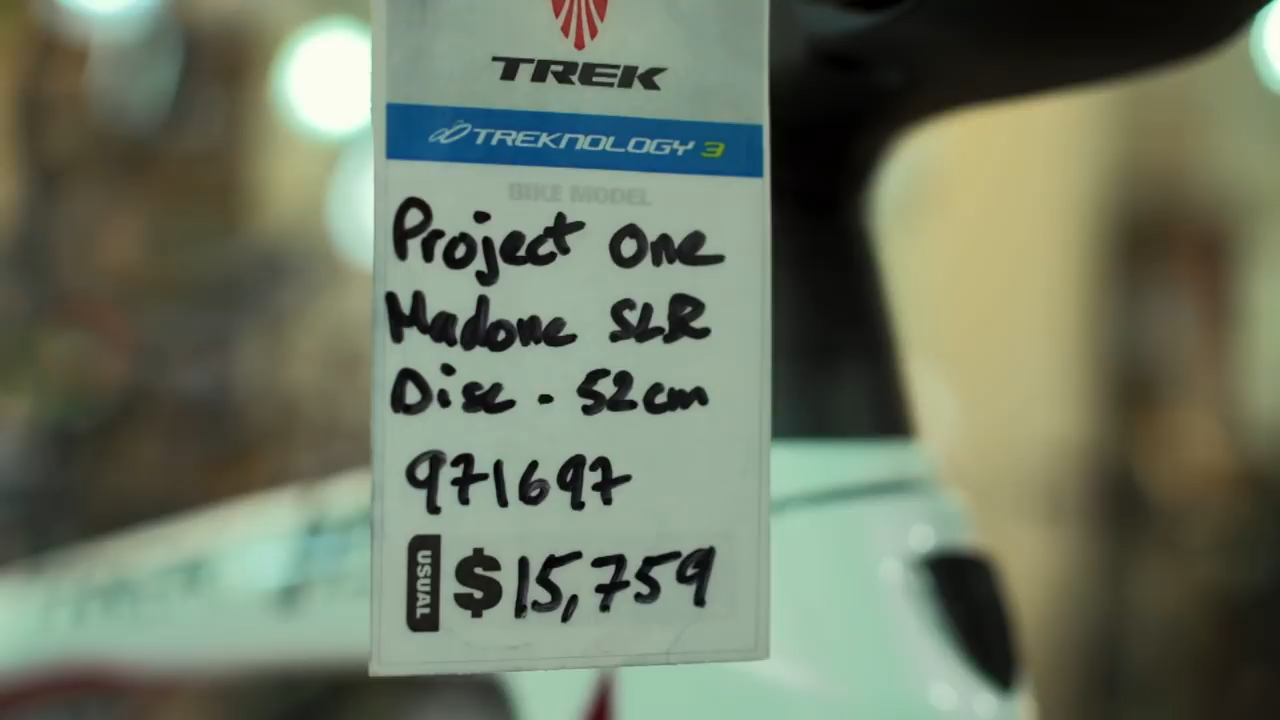 TREK
TREKNOLOGY 3
BIKE MODEL
Project One
Madone SLR
Disc - 52cm
971697
USUAL $15,759